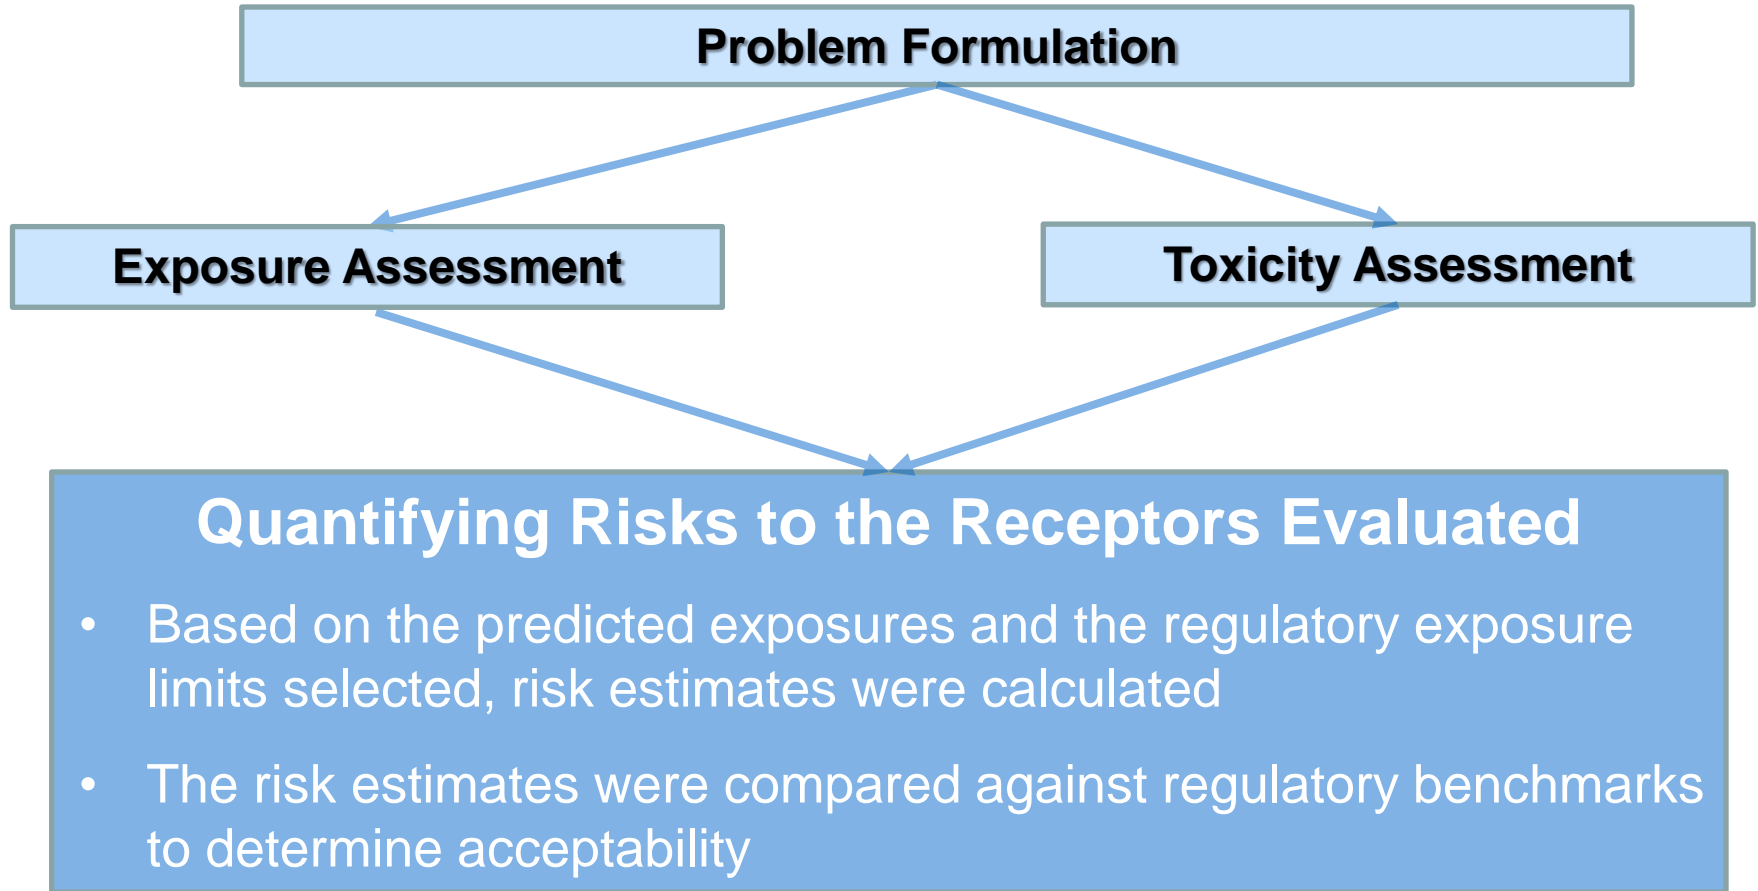 Problem Formulation
Exposure Assessment
Toxicity Assessment
Quantifying Risks to the Receptors Evaluated
• Based on the predicted exposures and the regulatory exposure
limits selected, risk estimates were calculated
• The risk estimates were compared against regulatory benchmarks
to determine acceptability